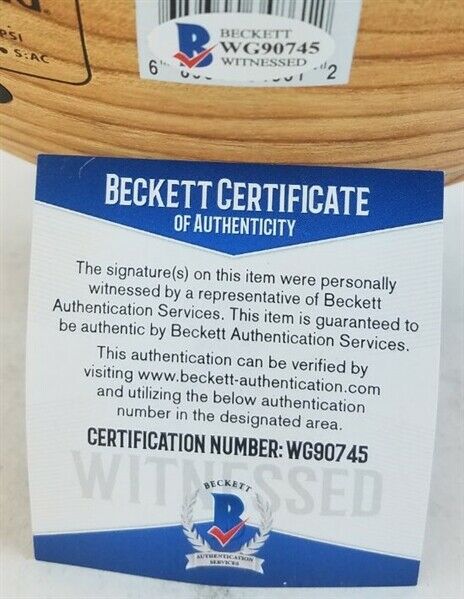 PSI
S:AC
BECKETT
WG90745
WITNESSED
BECKETT CERTIFICATE
OF AUTHENTICITY
The signature(s) on this item were personally
witnessed by a representative of Beckett
Authentication Services. This item is guaranteed to
be authentic by Beckett Authentication Services.
This authentication can be verified by
visiting www.beckett-authentication.com
and utilizing the below authentication
number in the designated area.
CERTIFICATION NUMBER: WG90745
WITNESSED
BECKETT
B
AUTHENTICATION
SERVICES